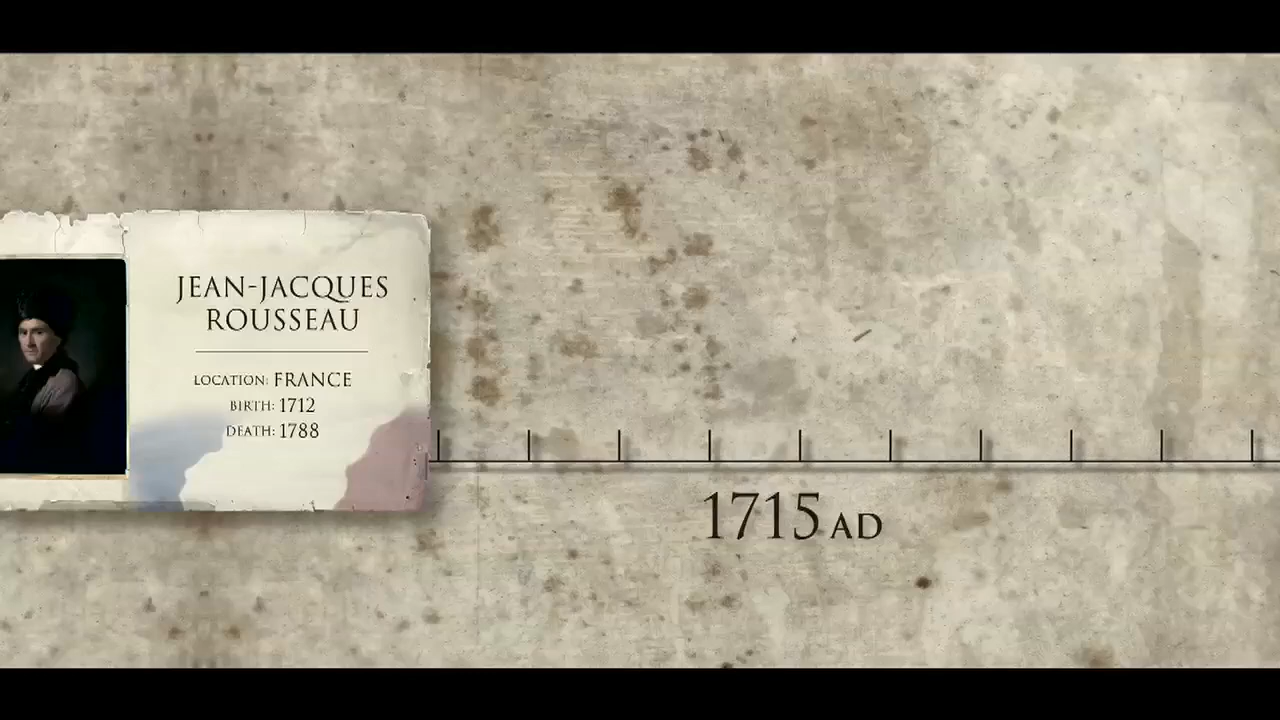 JEAN-JACQUES
ROUSSEAU
LOCATION: FRANCE
BIRTH: 1712
DEATH: 1788
1715 AD